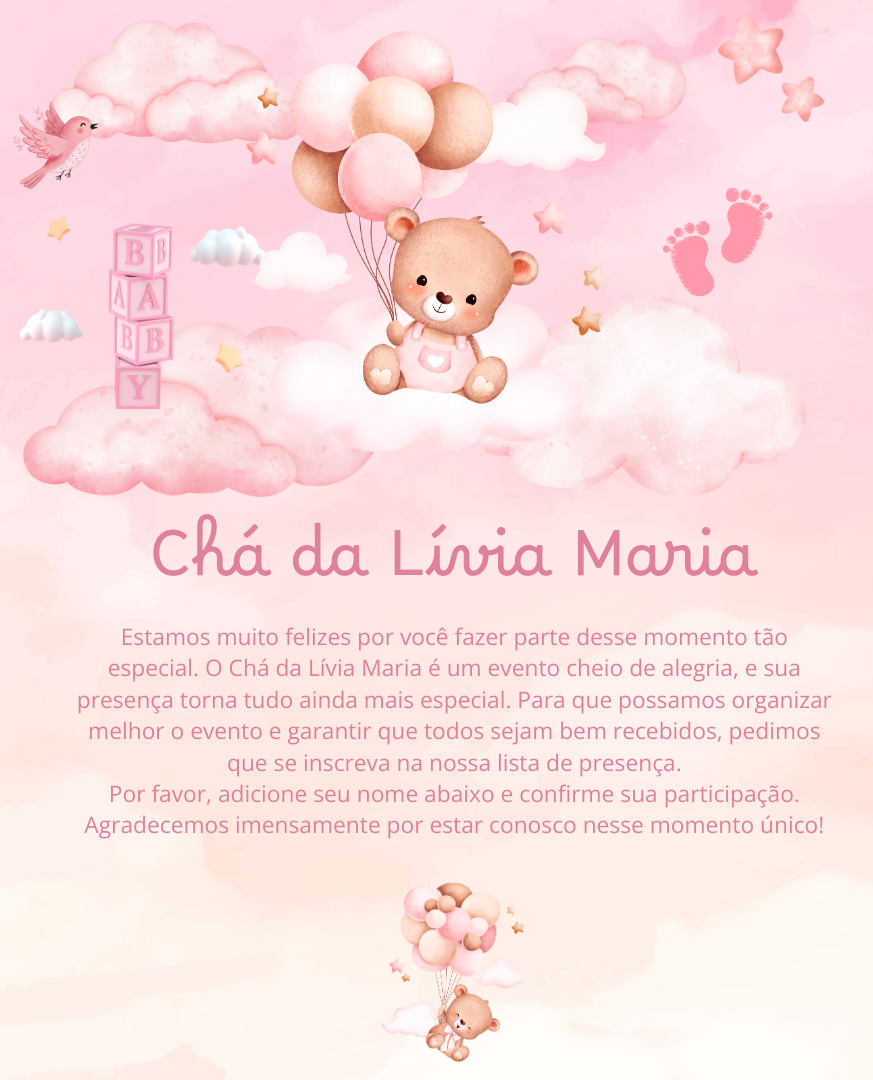 B B
A A
B B
Y
Chá da Lívia Maria
Estamos muito felizes por você fazer parte desse momento tão
especial. O Chá da Lívia Maria é um evento cheio de alegria, e sua
presença torna tudo ainda mais especial. Para que possamos organizar
melhor o evento e garantir que todos sejam bem recebidos, pedimos
que se inscreva na nossa lista de presença.
Por favor, adicione seu nome abaixo e confirme sua participação.
Agradecemos imensamente por estar conosco nesse momento único!